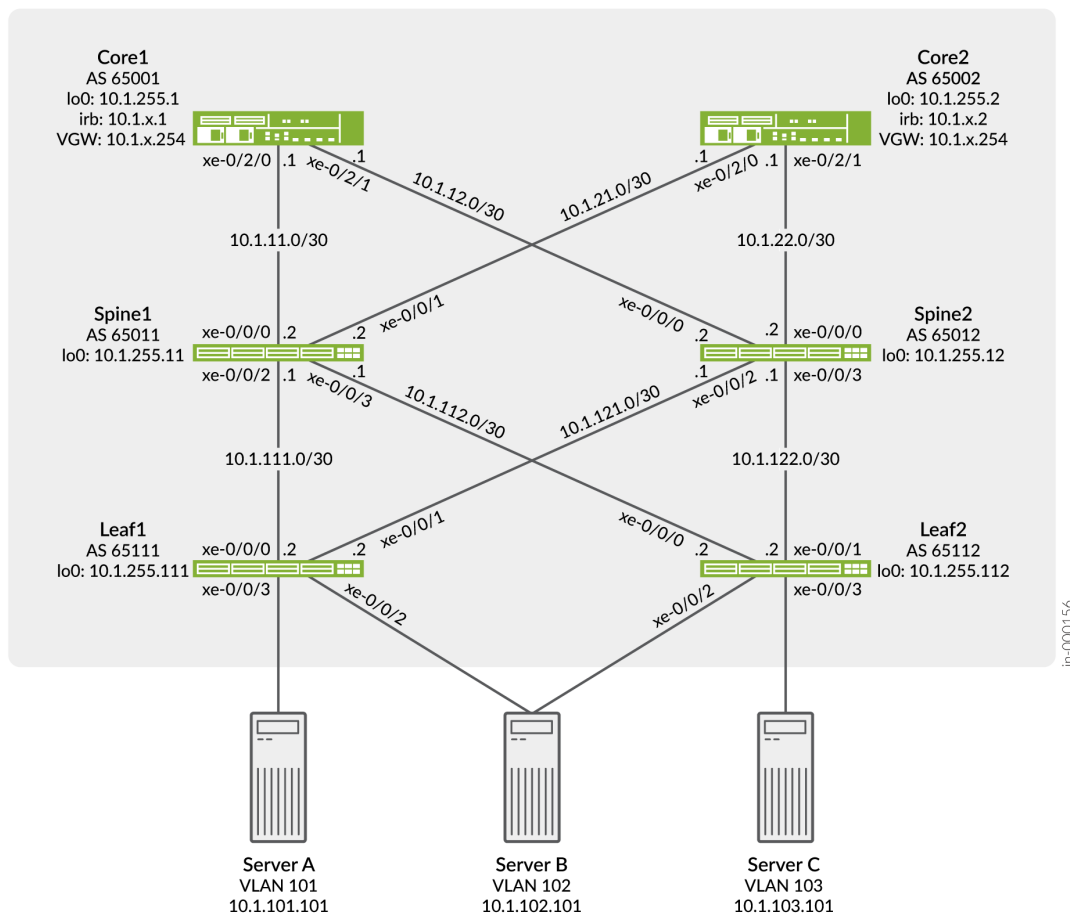 Core1
AS 65001
lo0: 10.1.255.1
irb: 10.1.x.1
VGW: 10.1.x.254
Core2
AS 65002
lo0: 10.1.255.2
irb: 10.1.x.2
VGW: 10.1.x.254
xe-0/2/0
.1
xe-0/2/1
.1
.1
xe-0/2/0
.1
xe-0/2/1
10.1.12.0/30
10.1.21.0/30
10.1.11.0/30
10.1.22.0/30
Spine1
AS 65011
lo0: 10.1.255.11
Spine2
AS 65012
lo0: 10.1.255.12
xe-0/0/0
.2
.2
xe-0/0/1
xe-0/0/0
.2
.2
xe-0/0/0
xe-0/0/2
.1
xe-0/0/3
.1
.1
xe-0/0/2
.1
xe-0/0/3
10.1.112.0/30
10.1.121.0/30
10.1.111.0/30
10.1.122.0/30
Leaf1
AS 65111
lo0: 10.1.255.111
Leaf2
AS 65112
lo0: 10.1.255.112
xe-0/0/0
.2
.2
xe-0/0/1
xe-0/0/0
.2
.2
xe-0/0/1
xe-0/0/3
xe-0/0/2
xe-0/0/2
xe-0/0/3
Server A
VLAN 101
10.1.101.101
Server B
VLAN 102
10.1.102.101
Server C
VLAN 103
10.1.103.101